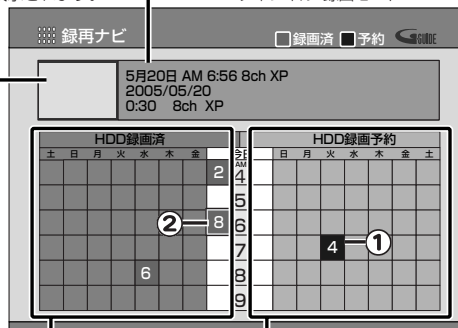 録再ナビ
□録画済 ■予約 GGUIDE
5月20日 AM 6:56 8ch XP
2005/05/20
0:30 8ch XP
HDD録画済 HDD録画予約
土 日 月 火 水 木 金 今日 日 月 火 水 木 金 土
AM
2 4
5
② 8 6
7 4 ①
6 8
9